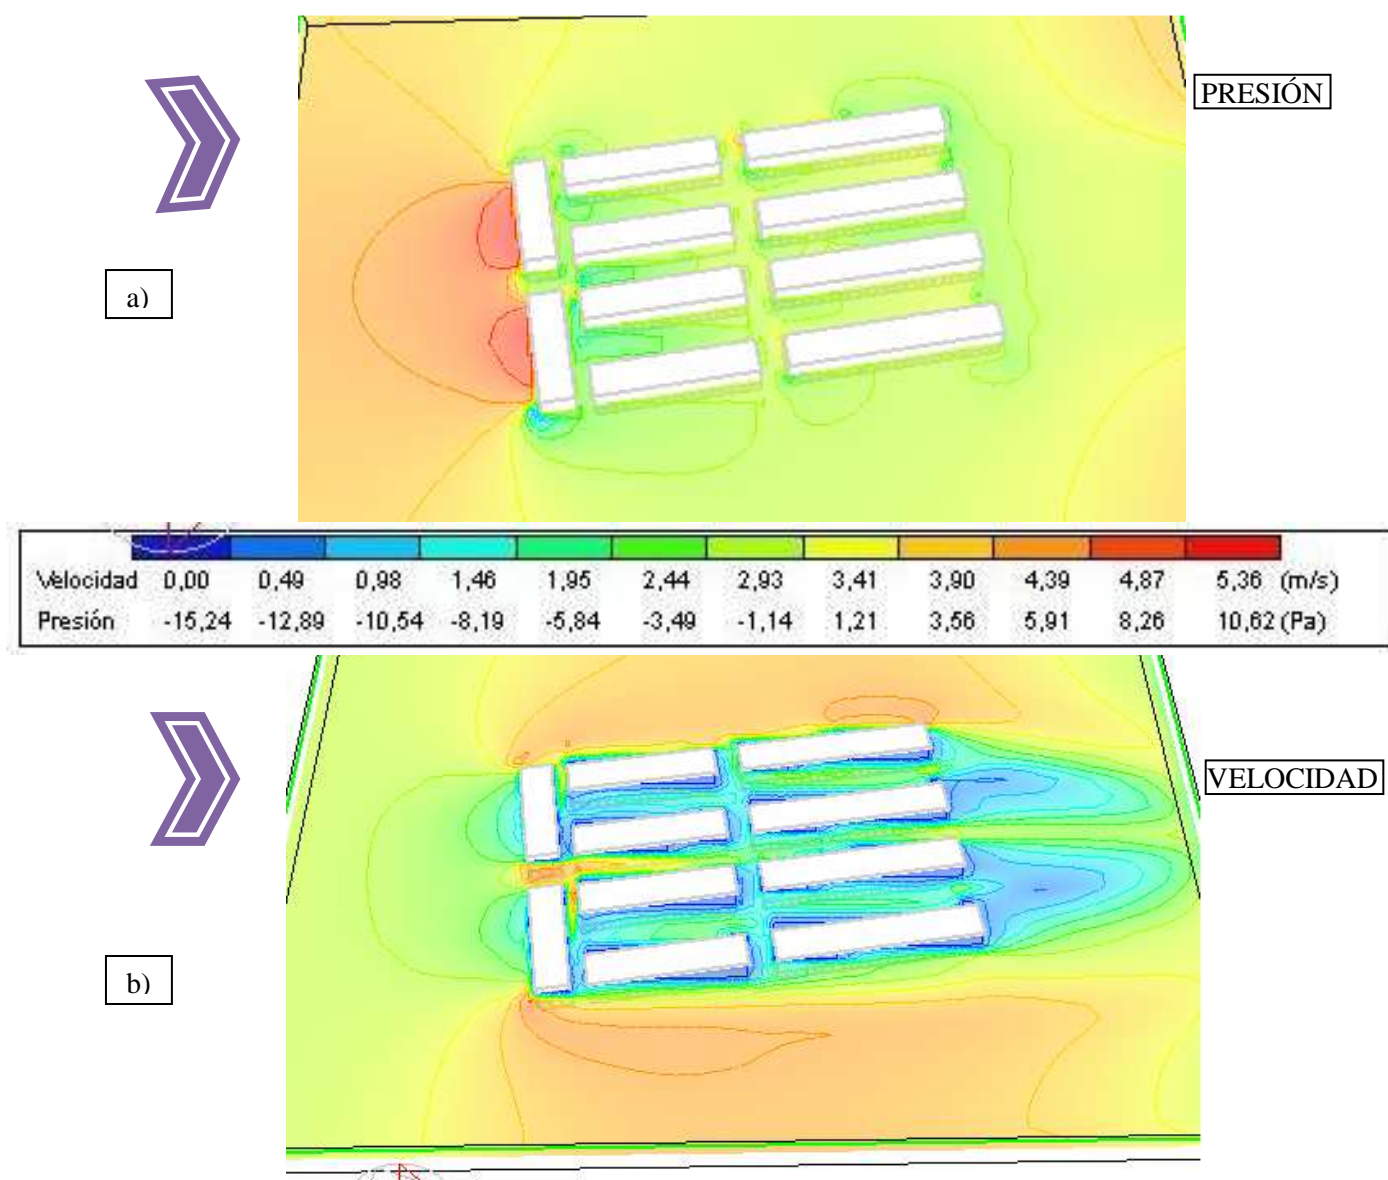 PRESIÓN
a)
Velocidad 0,00 0,49 0,98 1,46 1,95 2,44 2,93 3,41 3,90 4,39 4,87 5,36 (m/s)
Presión -15,24 -12,89 -10,54 -8,19 -5,84 -3,49 -1,14 1,21 3,56 5,91 8,26 10,62 (Pa)
VELOCIDAD
b)